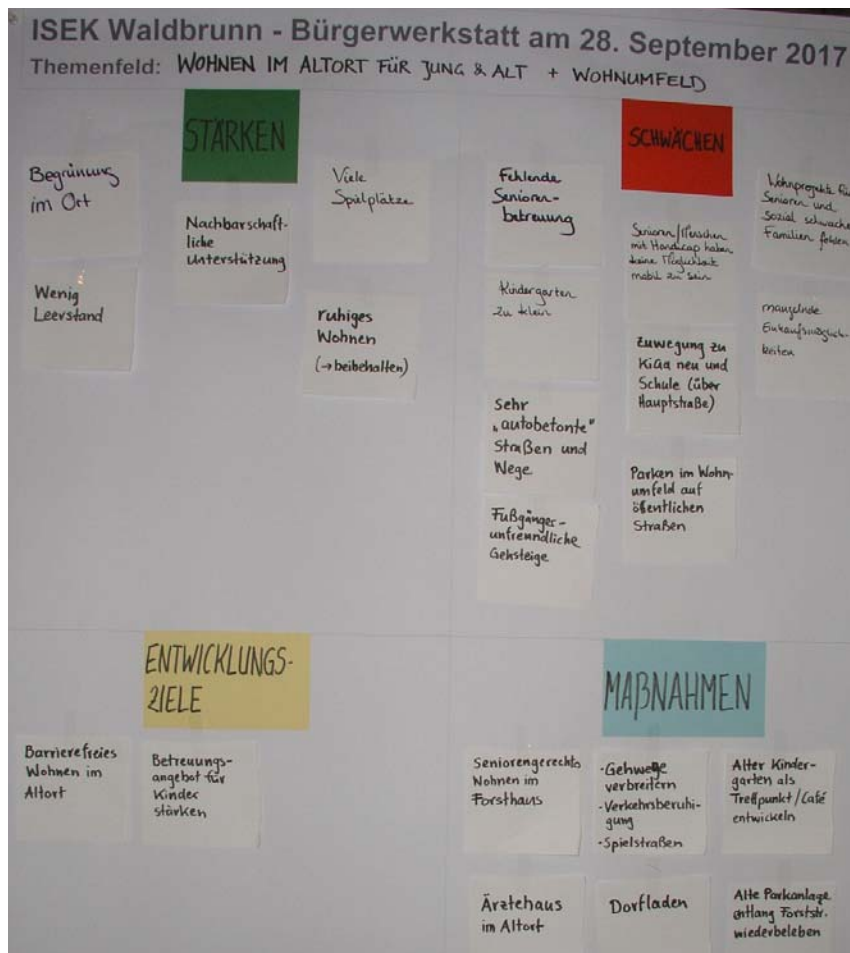 ISEK Waldbrunn - Bürgerwerkstatt am 28. September 2017
Themenfeld: WOHNEN IM ALTORT FÜR JUNG & ALT + WOHNUMFELD
STÄRKEN
Begrünung
im Ort
Nachbarschaft-
liche
Unterstützung
Viele
Spielplätze
Wenig
Leerstand
ruhiges
Wohnen
(→ beibehalten)
SCHWÄCHEN
Fehlende
Senioren-
betreuung
Senioren/Menschen
mit Handicap haben
keine Möglichkeit
mobil zu sein
Wohnprojekte für
Senioren und
Sozial schwache
Familien fehlen
Kindergarten
zu klein
Zuwegung zu
KiGa neu und
Schule (über
Hauptstraße)
mangelnde
Einkaufsmöglich-
keiten
Sehr
„autobetonte"
Straßen und
Wege
Parken im Wohn-
umfeld auf
öffentlichen
Straßen
Fußgänger-
unfreundliche
Gehsteige
ENTWICKLUNGS-
ZIELE
Barrierefreies
Wohnen im
Altort
Betreuungs-
angebot für
Kinder
stärken
MAßNAHMEN
Seniorengerechtes
Wohnen im
Forsthaus
·Gehwege
verbreitern
·Verkehrsberuhi-
gung
·Spielstraßen
Alter Kinder-
garten als
Treffpunkt/Café
entwickeln
Ärztehaus
im Altort
Dorfladen
Alte Parkanlage
entlang Forststr.
wiederbeleben